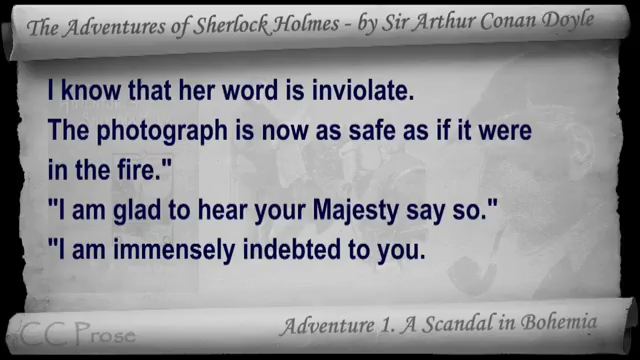 The Adventures of Sherlock Holmes - by Sir Arthur Conan Doyle
I know that her word is inviolate.
The photograph is now as safe as if it were
in the fire."
"I am glad to hear your Majesty say so."
"I am immensely indebted to you.
Adventure 1. A Scandal in Bohemia
CC Prose